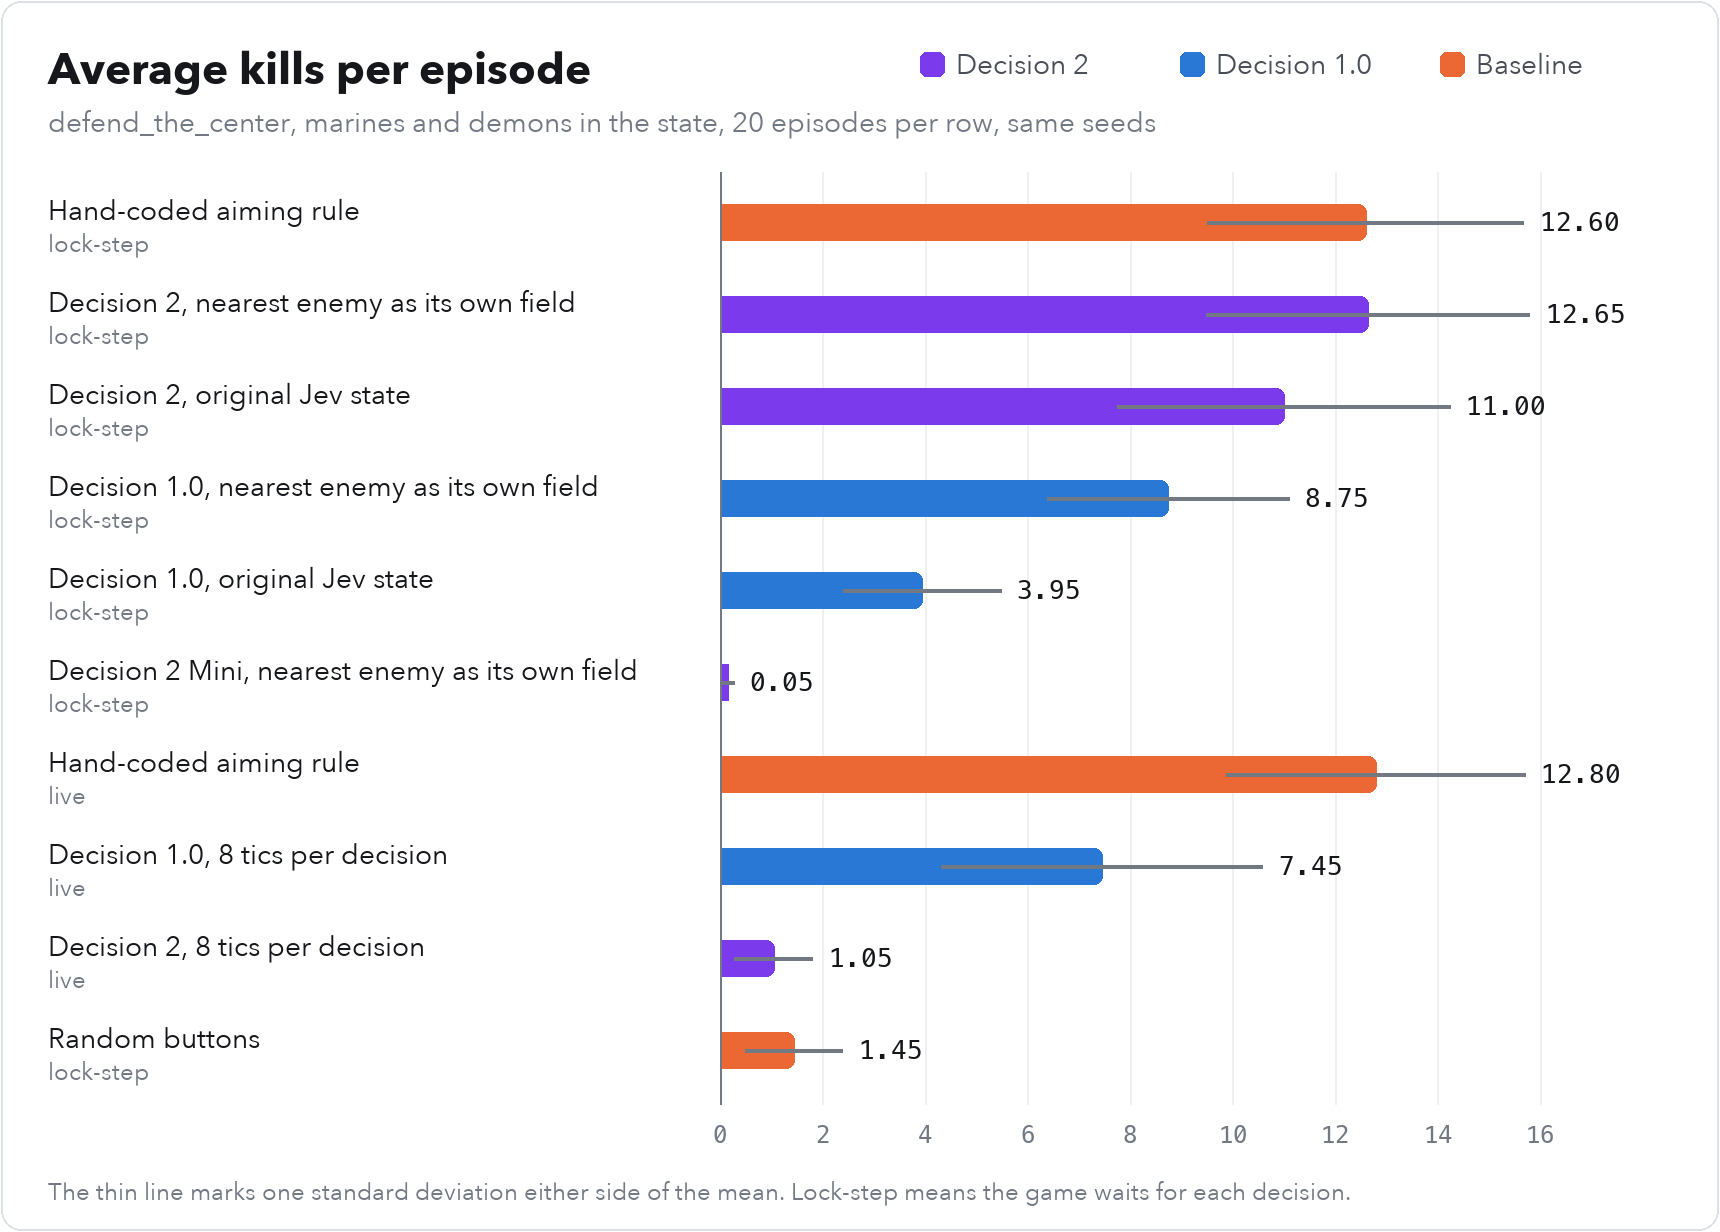 Average kills per episode
Decision 2
Decision 1.0
Baseline
defend_the_center, marines and demons in the state, 20 episodes per row, same seeds
Hand-coded aiming rule
lock-step
12.60
Decision 2, nearest enemy as its own field
lock-step
12.65
Decision 2, original Jev state
lock-step
11.00
Decision 1.0, nearest enemy as its own field
lock-step
8.75
Decision 1.0, original Jev state
lock-step
3.95
Decision 2 Mini, nearest enemy as its own field
lock-step
0.05
Hand-coded aiming rule
live
12.80
Decision 1.0, 8 tics per decision
live
7.45
Decision 2, 8 tics per decision
live
1.05
Random buttons
lock-step
1.45
0 2 4 6 8 10 12 14 16
The thin line marks one standard deviation either side of the mean. Lock-step means the game waits for each decision.